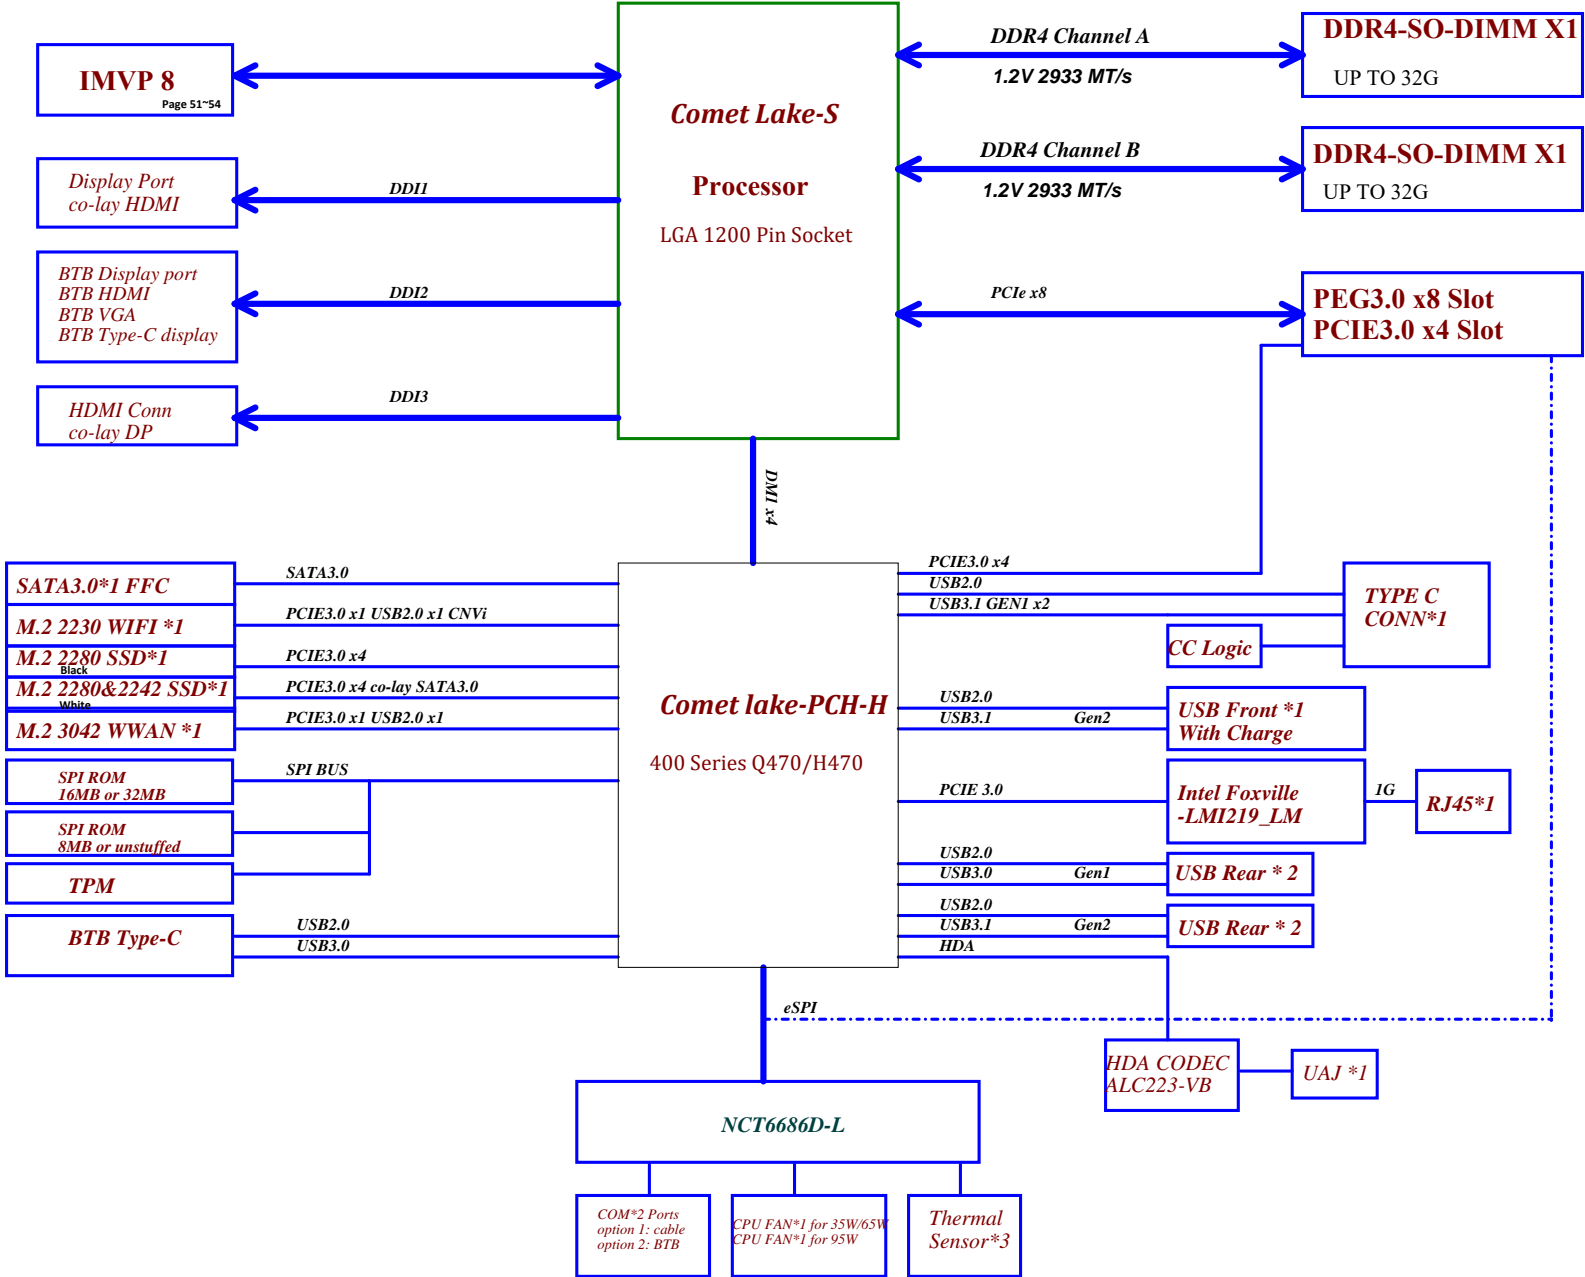 IMVP 8
Page 51~54
Display Port
co-lay HDMI
BTB Display port
BTB HDMI
BTB VGA
BTB Type-C display
HDMI Conn
co-lay DP
DDI1
DDI2
DDI3
Comet Lake-S
Processor
LGA 1200 Pin Socket
DDR4 Channel A
1.2V 2933 MT/s
DDR4 Channel B
1.2V 2933 MT/s
PCIe x8
DDR4-SO-DIMM X1
UP TO 32G
DDR4-SO-DIMM X1
UP TO 32G
PEG3.0 x8 Slot
PCIE3.0 x4 Slot
DMI x4
SATA3.0*1 FFC
M.2 2230 WIFI *1
M.2 2280 SSD*1
Black
M.2 2280&2242 SSD*1
White
M.2 3042 WWAN *1
SPI ROM
16MB or 32MB
SPI ROM
8MB or unstuffed
TPM
BTB Type-C
SATA3.0
PCIE3.0 x1 USB2.0 x1 CNVi
PCIE3.0 x4
PCIE3.0 x4 co-lay SATA3.0
PCIE3.0 x1 USB2.0 x1
SPI BUS
USB2.0
USB3.0
Comet lake-PCH-H
400 Series Q470/H470
PCIE3.0 x4
USB2.0
USB3.1 GEN1 x2
TYPE C
CONN*1
CC Logic
USB2.0
USB3.1 Gen2
USB Front *1
With Charge
PCIE 3.0
Intel Foxville
-LMI219_LM
1G
RJ45*1
USB2.0
USB3.0 Gen1
USB Rear * 2
USB2.0
USB3.1 Gen2
USB Rear * 2
HDA
eSPI
HDA CODEC
ALC223-VB
UAJ *1
NCT6686D-L
COM*2 Ports
option 1: cable
option 2: BTB
CPU FAN*1 for 35W/65W
CPU FAN*1 for 95W
Thermal
Sensor*3